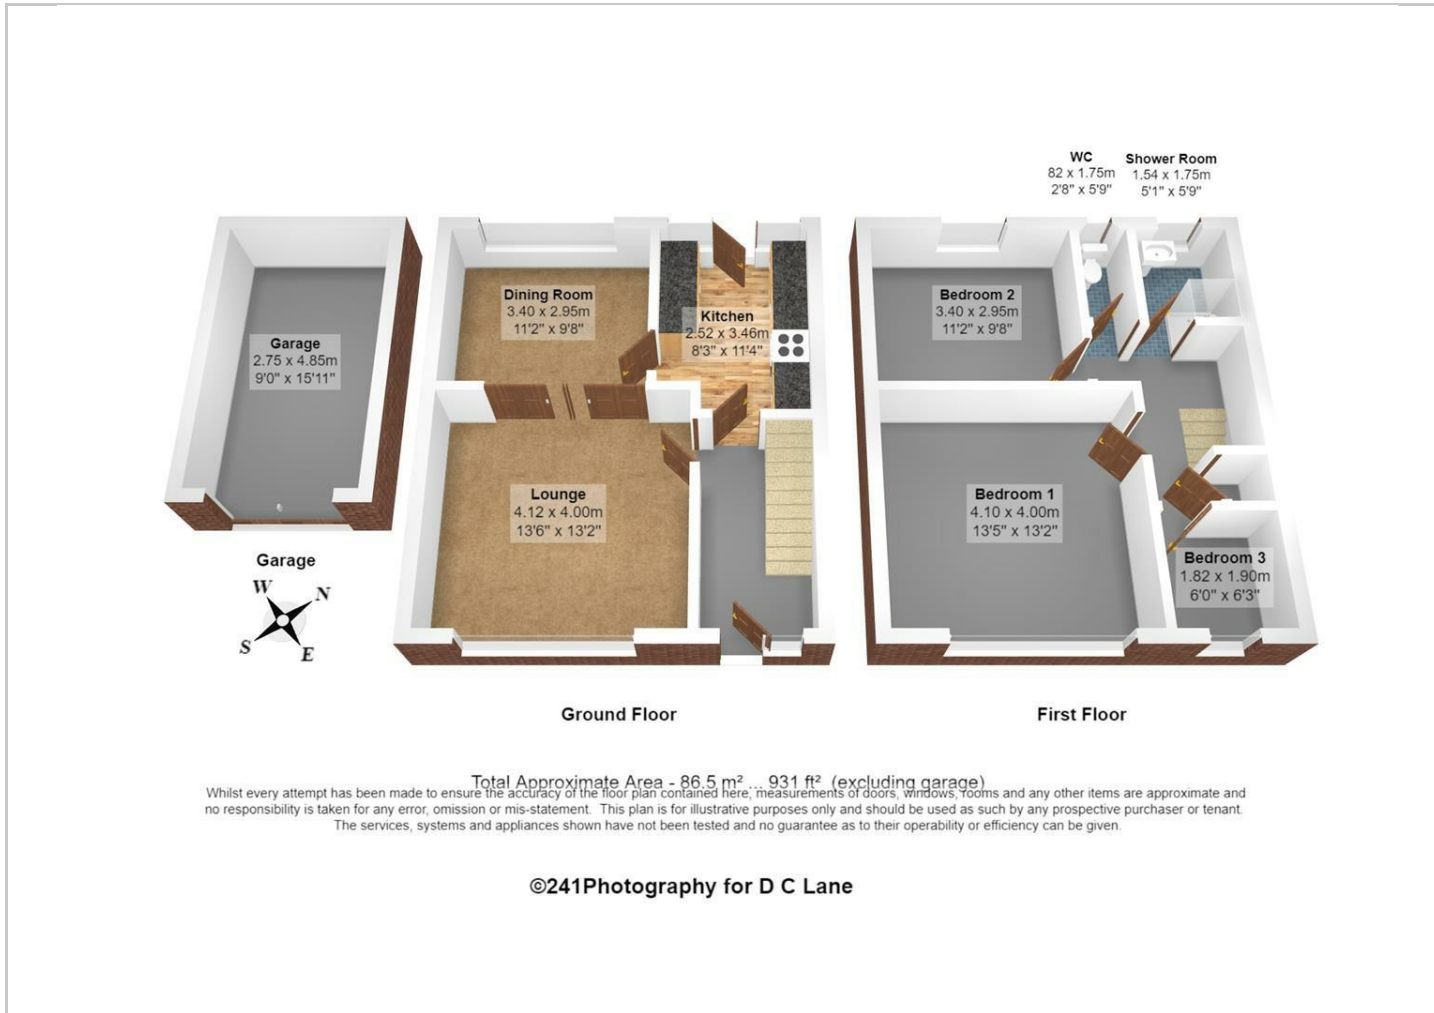 WC
82 x 1.75m
2'8" x 5'9"
Shower Room
1.54 x 1.75m
5'1" x 5'9"
Garage
2.75 x 4.85m
9'0" x 15'11"
Dining Room
3.40 x 2.95m
11'2" x 9'8"
Kitchen
2.52 x 3.46m
8'3" x 11'4"
Bedroom 2
3.40 x 2.95m
11'2" x 9'8"
Lounge
4.12 x 4.00m
13'6" x 13'2"
Bedroom 1
4.10 x 4.00m
13'5" x 13'2"
Bedroom 3
1.82 x 1.90m
6'0" x 6'3"
Garage
W
N
S
E
Ground Floor
First Floor
Total Approximate Area - 86.5 m² ... 931 ft² (excluding garage)
Whilst every attempt has been made to ensure the accuracy of the floor plan contained here, measurements of doors, windows, rooms and any other items are approximate and
no responsibility is taken for any error, omission or mis-statement. This plan is for illustrative purposes only and should be used as such by any prospective purchaser or tenant.
The services, systems and appliances shown have not been tested and no guarantee as to their operability or efficiency can be given.
©241Photography for D C Lane